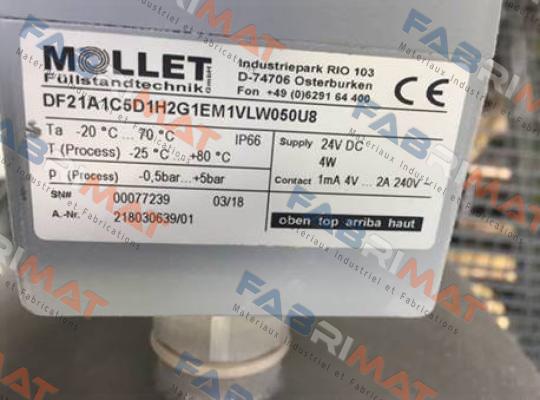 MOLLET
Füllstandtechnik GmbH
Industriepark RIO 103
D-74706 Osterburken
Fon +49 (0)6291 64 400
CE
DF21A1C5D1H2G1EM1VLW050U8
Ta -20 °C ... 70 °C IP66
T (Process) -25 °C ... +80 °C
p (Process) -0,5bar... +5bar
Supply 24V DC
4W
Contact 1mA 4V ... 2A 240V
SN# 00077239 03/18
A.-Nr. 218030639/01
oben top arriba haut
FABRIMAT
Materiaux Industriel et Fabrications